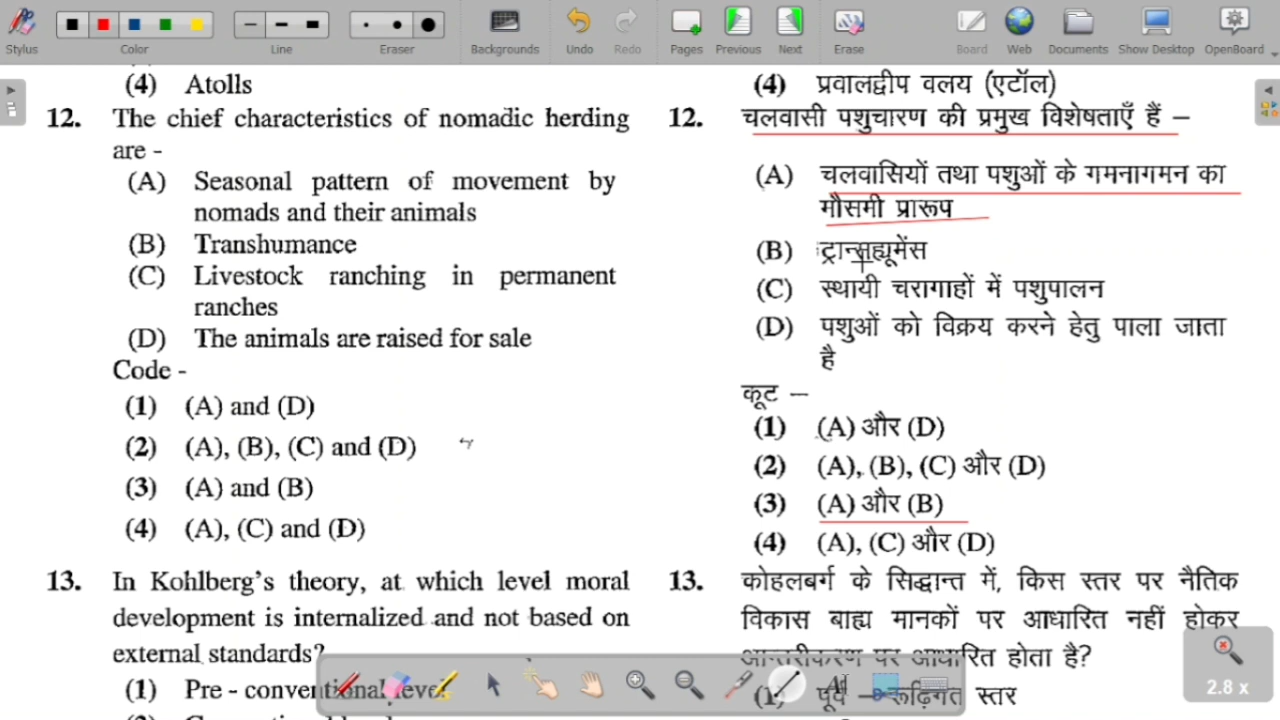 Stylus
Color
Line
Eraser
Backgrounds
Undo
Redo
Pages
Previous
Next
Erase
Board
Web
Documents
Show Desktop
OpenBoard
(4) Atolls
12. The chief characteristics of nomadic herding
are -
(A) Seasonal pattern of movement by
nomads and their animals
(B) Transhumance
(C) Livestock ranching in permanent
ranches
(D) The animals are raised for sale
Code -
(1) (A) and (D)
(2) (A), (B), (C) and (D)
(3) (A) and (B)
(4) (A), (C) and (D)
13. In Kohlberg's theory, at which level moral
development is internalized and not based on
external standards?
(1) Pre - conventional level
(4) प्रवालद्वीप वलय (एटॉल)
12. चलवासी पशुचारण की प्रमुख विशेषताएँ हैं –
(A) चलवासियों तथा पशुओं के गमनागमन का
मौसमी प्रारूप
(B) ट्रान्सह्यूमेंस
(C) स्थायी चरागाहों में पशुपालन
(D) पशुओं को विक्रय करने हेतु पाला जाता
है
कूट –
(1) (A) और (D)
(2) (A), (B), (C) और (D)
(3) (A) और (B)
(4) (A), (C) और (D)
13. कोहलबर्ग के सिद्धान्त में, किस स्तर पर नैतिक
विकास बाह्य मानकों पर आधारित नहीं होकर
आन्तरीकरण पर आधारित होता है?
(1) पूर्व – रूढ़िगत स्तर
2.8 x